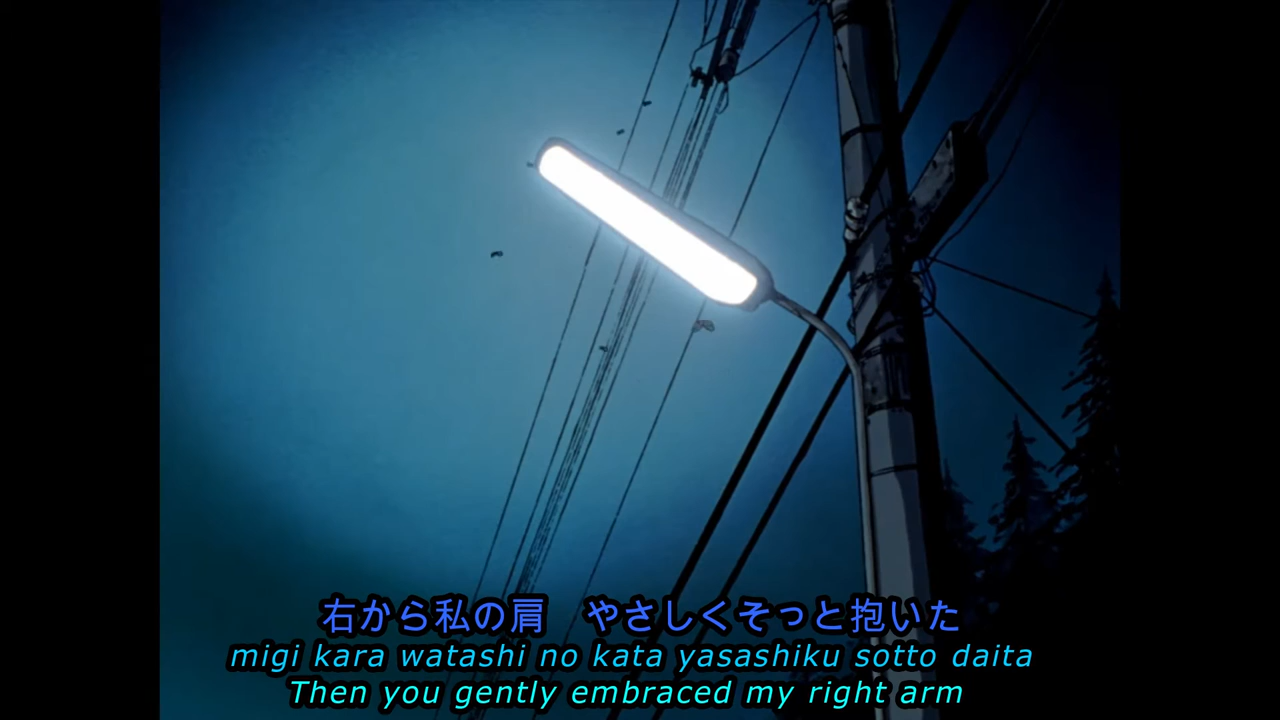 右から私の肩　やさしくそっと抱いた
migi kara watashi no kata yasashiku sotto daita
Then you gently embraced my right arm